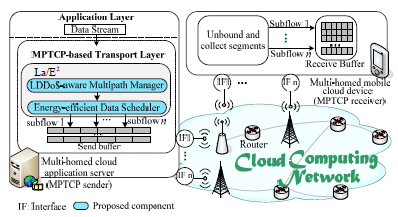 Application Layer
Data Stream
MPTCP-based Transport Layer
La/E²
LDDoS-aware Multipath Manager
Energy-efficient Data Scheduler
subflow 1 ... subflow n
Send buffer
Multi-homed cloud
application server
(MPTCP sender)
IF: Interface
Proposed component
Unbound and
collect segments
Subflow 1
Subflow n
Receive Buffer
Multi-homed mobile
cloud device
(MPTCP receiver)
IF1
...
IF n
IF1
IF n
Router
Cloud Computing
Network